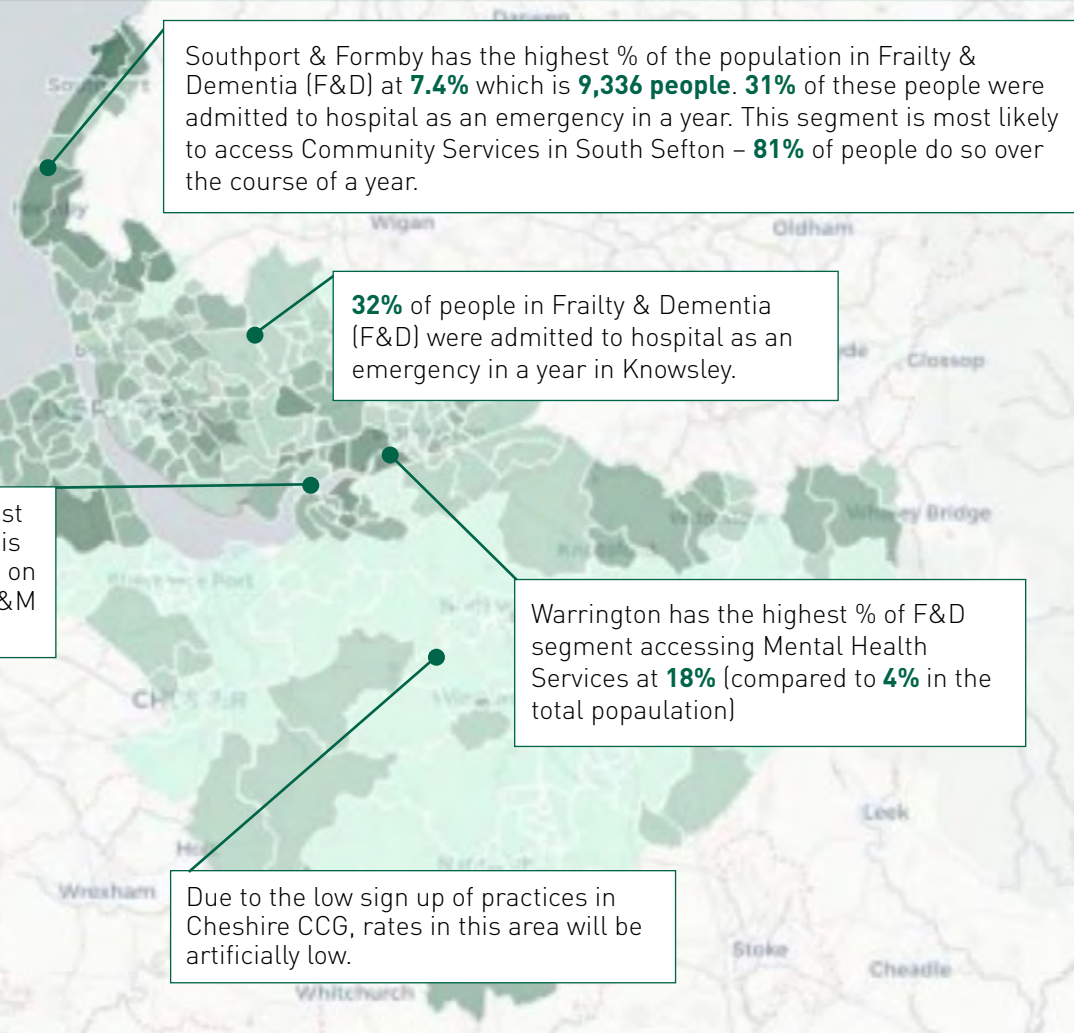 Darwen
Southport & Formby has the highest % of the population in Frailty &
Dementia (F&D) at 7.4% which is 9,336 people. 31% of these people were
admitted to hospital as an emergency in a year. This segment is most likely
to access Community Services in South Sefton – 81% of people do so over
the course of a year.
Wigan
Oldham
32% of people in Frailty & Dementia
(F&D) were admitted to hospital as an
emergency in a year in Knowsley.
Glossop
st
is
on
&M
ey Bridge
Warrington has the highest % of F&D
segment accessing Mental Health
Services at 18% (compared to 4% in the
total popaulation)
Leek
Wrexham
Due to the low sign up of practices in
Cheshire CCG, rates in this area will be
artificially low.
Stoke
Cheadle
Whitchurch